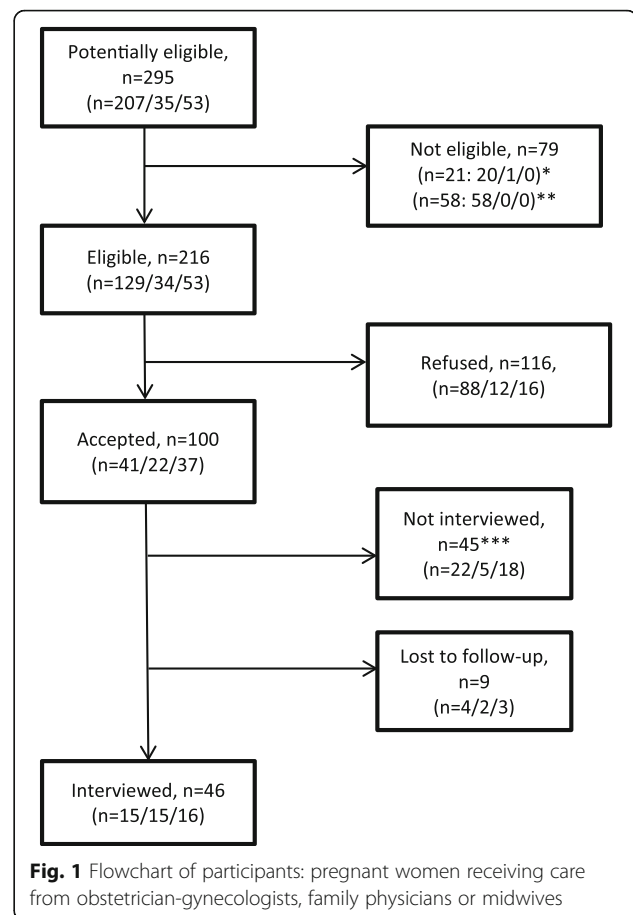 Potentially eligible,
n=295
(n=207/35/53)
Not eligible, n=79
(n=21: 20/1/0)*
(n=58: 58/0/0)**
Eligible, n=216
(n=129/34/53)
Refused, n=116,
(n=88/12/16)
Accepted, n=100
(n=41/22/37)
Not interviewed,
n=45***
(n=22/5/18)
Lost to follow-up,
n=9
(n=4/2/3)
Interviewed, n=46
(n=15/15/16)
Fig. 1 Flowchart of participants: pregnant women receiving care
from obstetrician-gynecologists, family physicians or midwives